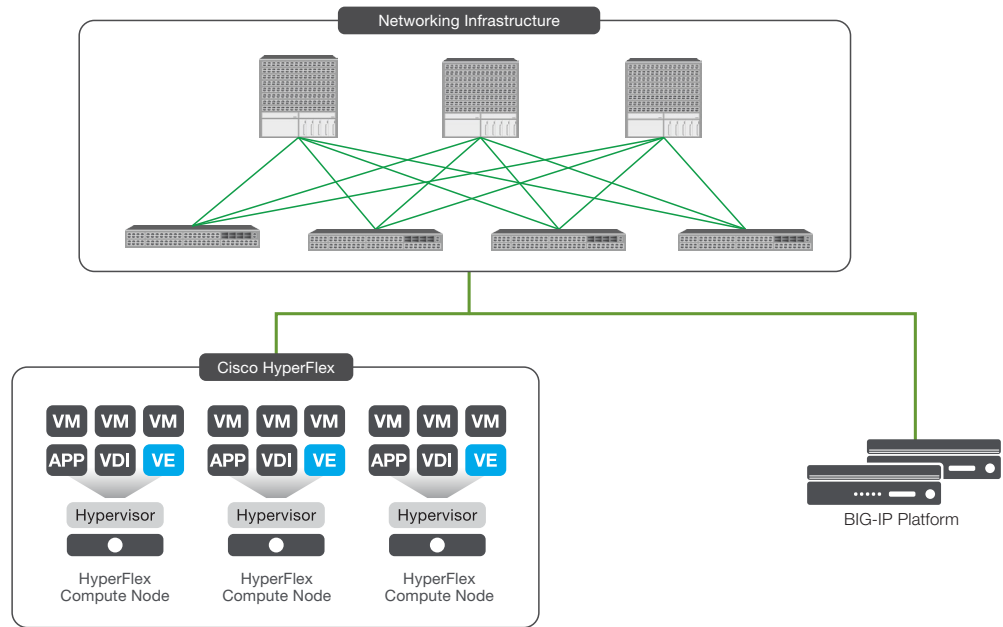 Networking Infrastructure
Cisco HyperFlex
VM VM VM VM VM VM VM VM VM
APP VDI VE APP VDI VE APP VDI VE
Hypervisor Hypervisor Hypervisor
HyperFlex HyperFlex HyperFlex
Compute Node Compute Node Compute Node
BIG-IP Platform